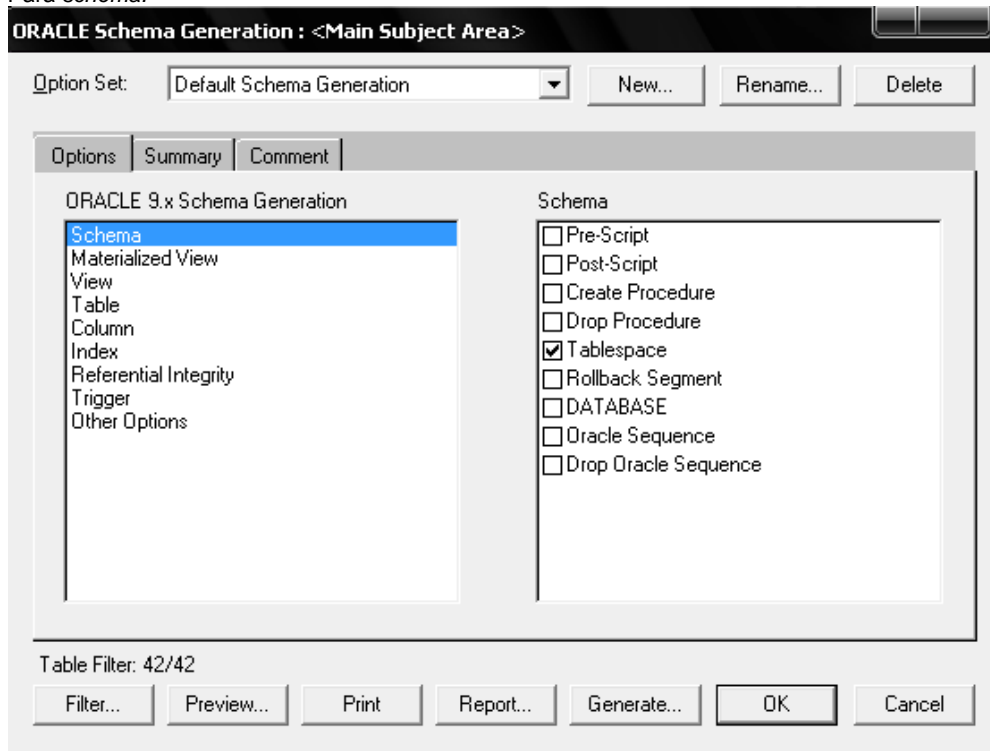 Para schema:
ORACLE Schema Generation : <Main Subject Area>
Option Set: Default Schema Generation New... Rename... Delete
Options Summary Comment
ORACLE 9.x Schema Generation
Schema
Materialized View
View
Table
Column
Index
Referential Integrity
Trigger
Other Options
Schema
Pre-Script
Post-Script
Create Procedure
Drop Procedure
Tablespace
Rollback Segment
DATABASE
Oracle Sequence
Drop Oracle Sequence
Table Filter: 42/42
Filter... Preview... Print Report... Generate... OK Cancel